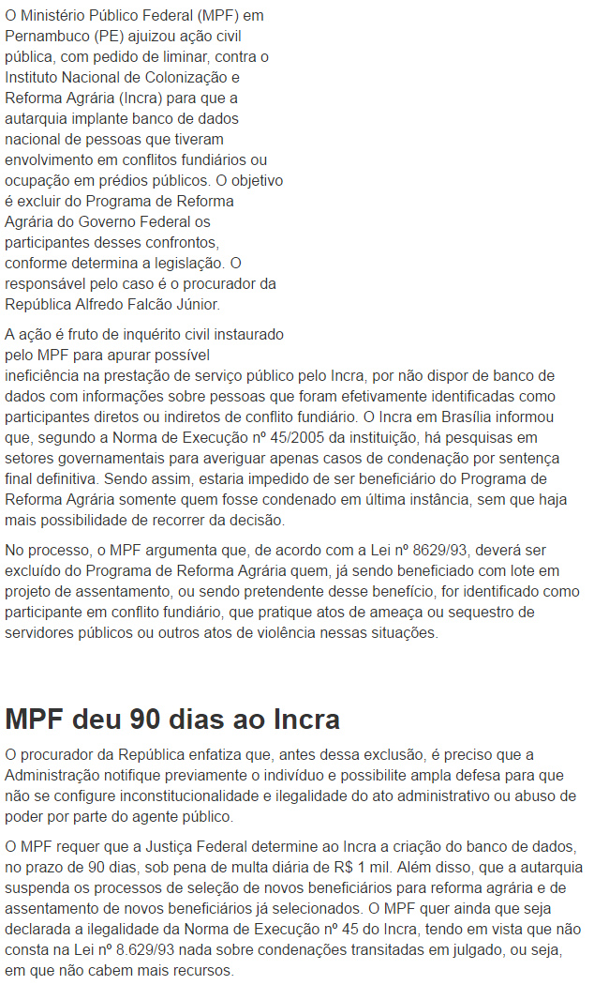 O Ministério Público Federal (MPF) em
Pernambuco (PE) ajuizou ação civil
pública, com pedido de liminar, contra o
Instituto Nacional de Colonização e
Reforma Agrária (Incra) para que a
autarquia implante banco de dados
nacional de pessoas que tiveram
envolvimento em conflitos fundiários ou
ocupação em prédios públicos. O objetivo
é excluir do Programa de Reforma
Agrária do Governo Federal os
participantes desses confrontos,
conforme determina a legislação. O
responsável pelo caso é o procurador da
República Alfredo Falcão Júnior.
A ação é fruto de inquérito civil instaurado
pelo MPF para apurar possível
ineficiência na prestação de serviço público pelo Incra, por não dispor de banco de
dados com informações sobre pessoas que foram efetivamente identificadas como
participantes diretos ou indiretos de conflito fundiário. O Incra em Brasília informou
que, segundo a Norma de Execução nº 45/2005 da instituição, há pesquisas em
setores governamentais para averiguar apenas casos de condenação por sentença
final definitiva. Sendo assim, estaria impedido de ser beneficiário do Programa de
Reforma Agrária somente quem fosse condenado em última instância, sem que haja
mais possibilidade de recorrer da decisão.
No processo, o MPF argumenta que, de acordo com a Lei nº 8629/93, deverá ser
excluído do Programa de Reforma Agrária quem, já sendo beneficiado com lote em
projeto de assentamento, ou sendo pretendente desse benefício, for identificado como
participante em conflito fundiário, que pratique atos de ameaça ou sequestro de
servidores públicos ou outros atos de violência nessas situações.
MPF deu 90 dias ao Incra
O procurador da República enfatiza que, antes dessa exclusão, é preciso que a
Administração notifique previamente o indivíduo e possibilite ampla defesa para que
não se configure inconstitucionalidade e ilegalidade do ato administrativo ou abuso de
poder por parte do agente público.
O MPF requer que a Justiça Federal determine ao Incra a criação do banco de dados,
no prazo de 90 dias, sob pena de multa diária de R$ 1 mil. Além disso, que a autarquia
suspenda os processos de seleção de novos beneficiários para reforma agrária e de
assentamento de novos beneficiários já selecionados. O MPF quer ainda que seja
declarada a ilegalidade da Norma de Execução nº 45 do Incra, tendo em vista que não
consta na Lei nº 8.629/93 nada sobre condenações transitadas em julgado, ou seja,
em que não cabem mais recursos.